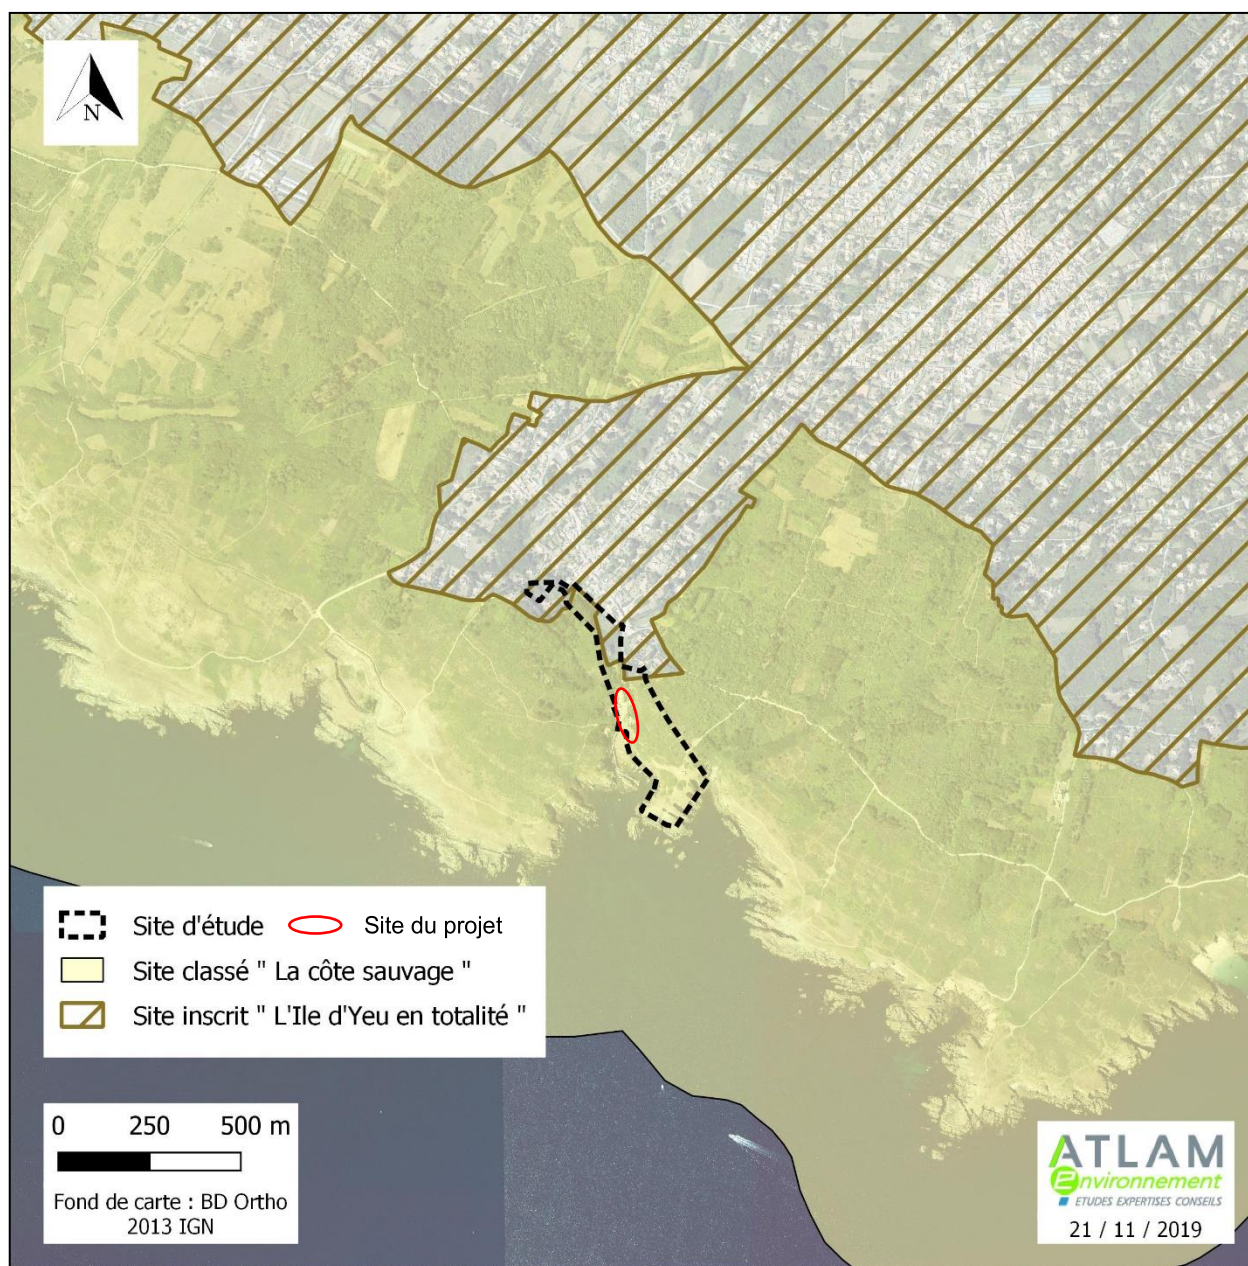 N
Site d'étude
Site du projet
Site classé " La côte sauvage "
Site inscrit " L'Ile d'Yeu en totalité "
0 250 500 m
Fond de carte : BD Ortho
2013 IGN
ATLAM
Environnement
ETUDES EXPERTISES CONSEILS
21 / 11 / 2019